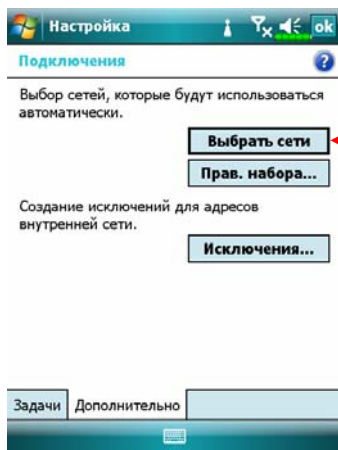 Настройка
ok
Подключения
?
Выбор сетей, которые будут использоваться
автоматически.
Выбрать сети
Прав. набора...
Создание исключений для адресов
внутренней сети.
Исключения...
Задачи Дополнительно